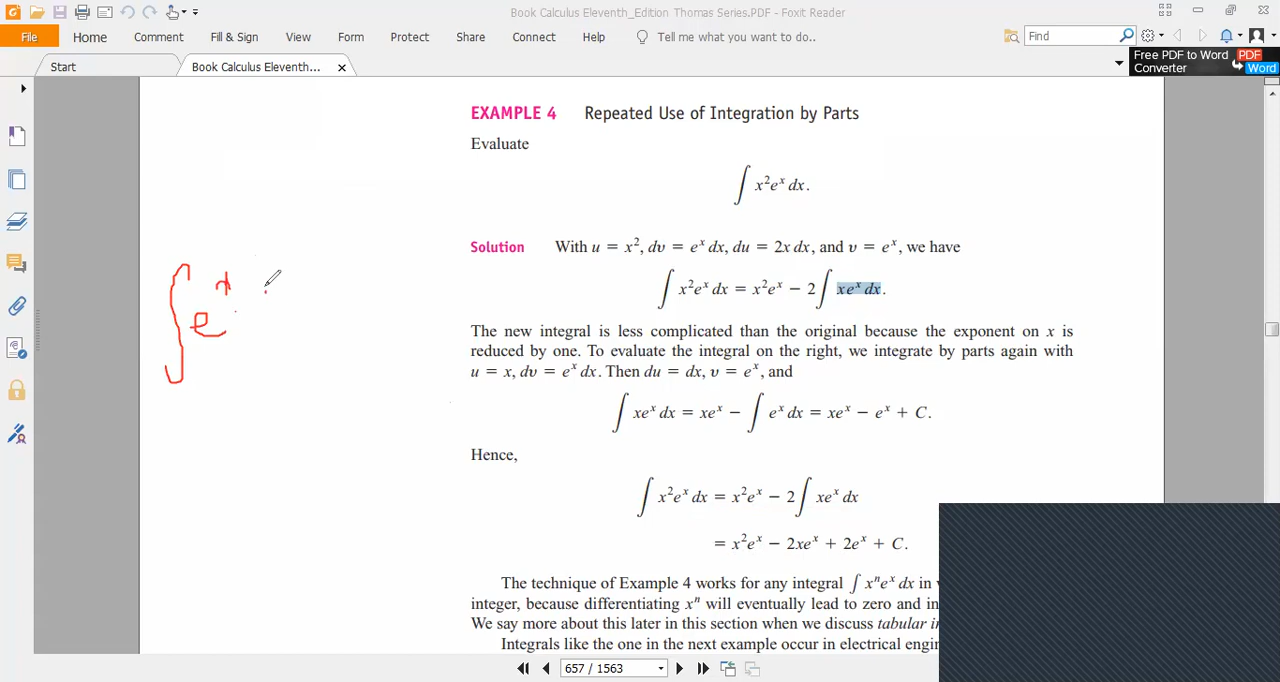 Book Calculus Eleventh_Edition Thomas Series.PDF - Foxit Reader
File Home Comment Fill & Sign View Form Protect Share Connect Help Tell me what you want to do.. Find
Free PDF to Word Converter PDF Word
Start Book Calculus Eleventh_... x
EXAMPLE 4 Repeated Use of Integration by Parts
Evaluate
∫ x²eˣ dx.
Solution With u = x², dv = eˣ dx, du = 2x dx, and v = eˣ, we have
∫ x²eˣ dx = x²eˣ − 2 ∫ xeˣ dx.
∫ eˣ
The new integral is less complicated than the original because the exponent on x is
reduced by one. To evaluate the integral on the right, we integrate by parts again with
u = x, dv = eˣ dx. Then du = dx, v = eˣ, and
∫ xeˣ dx = xeˣ − ∫ eˣ dx = xeˣ − eˣ + C.
Hence,
∫ x²eˣ dx = x²eˣ − 2 ∫ xeˣ dx
= x²eˣ − 2xeˣ + 2eˣ + C.
The technique of Example 4 works for any integral ∫ xⁿeˣ dx in
integer, because differentiating xⁿ will eventually lead to zero and in
We say more about this later in this section when we discuss tabular in
Integrals like the one in the next example occur in electrical engin
657 / 1563